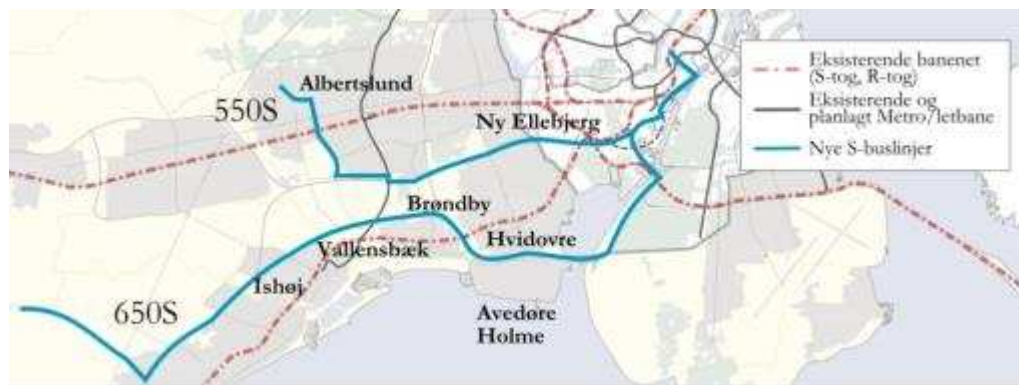 Albertslund
550S
Ny Ellebjerg
Brøndby
Vallensbæk
Hvidovre
Ishøj
650S
Avedøre
Holme
Eksisterende banenet
(S-tog, R-tog)
Eksisterende og
planlagt Metro/letbane
Nye S-buslinjer